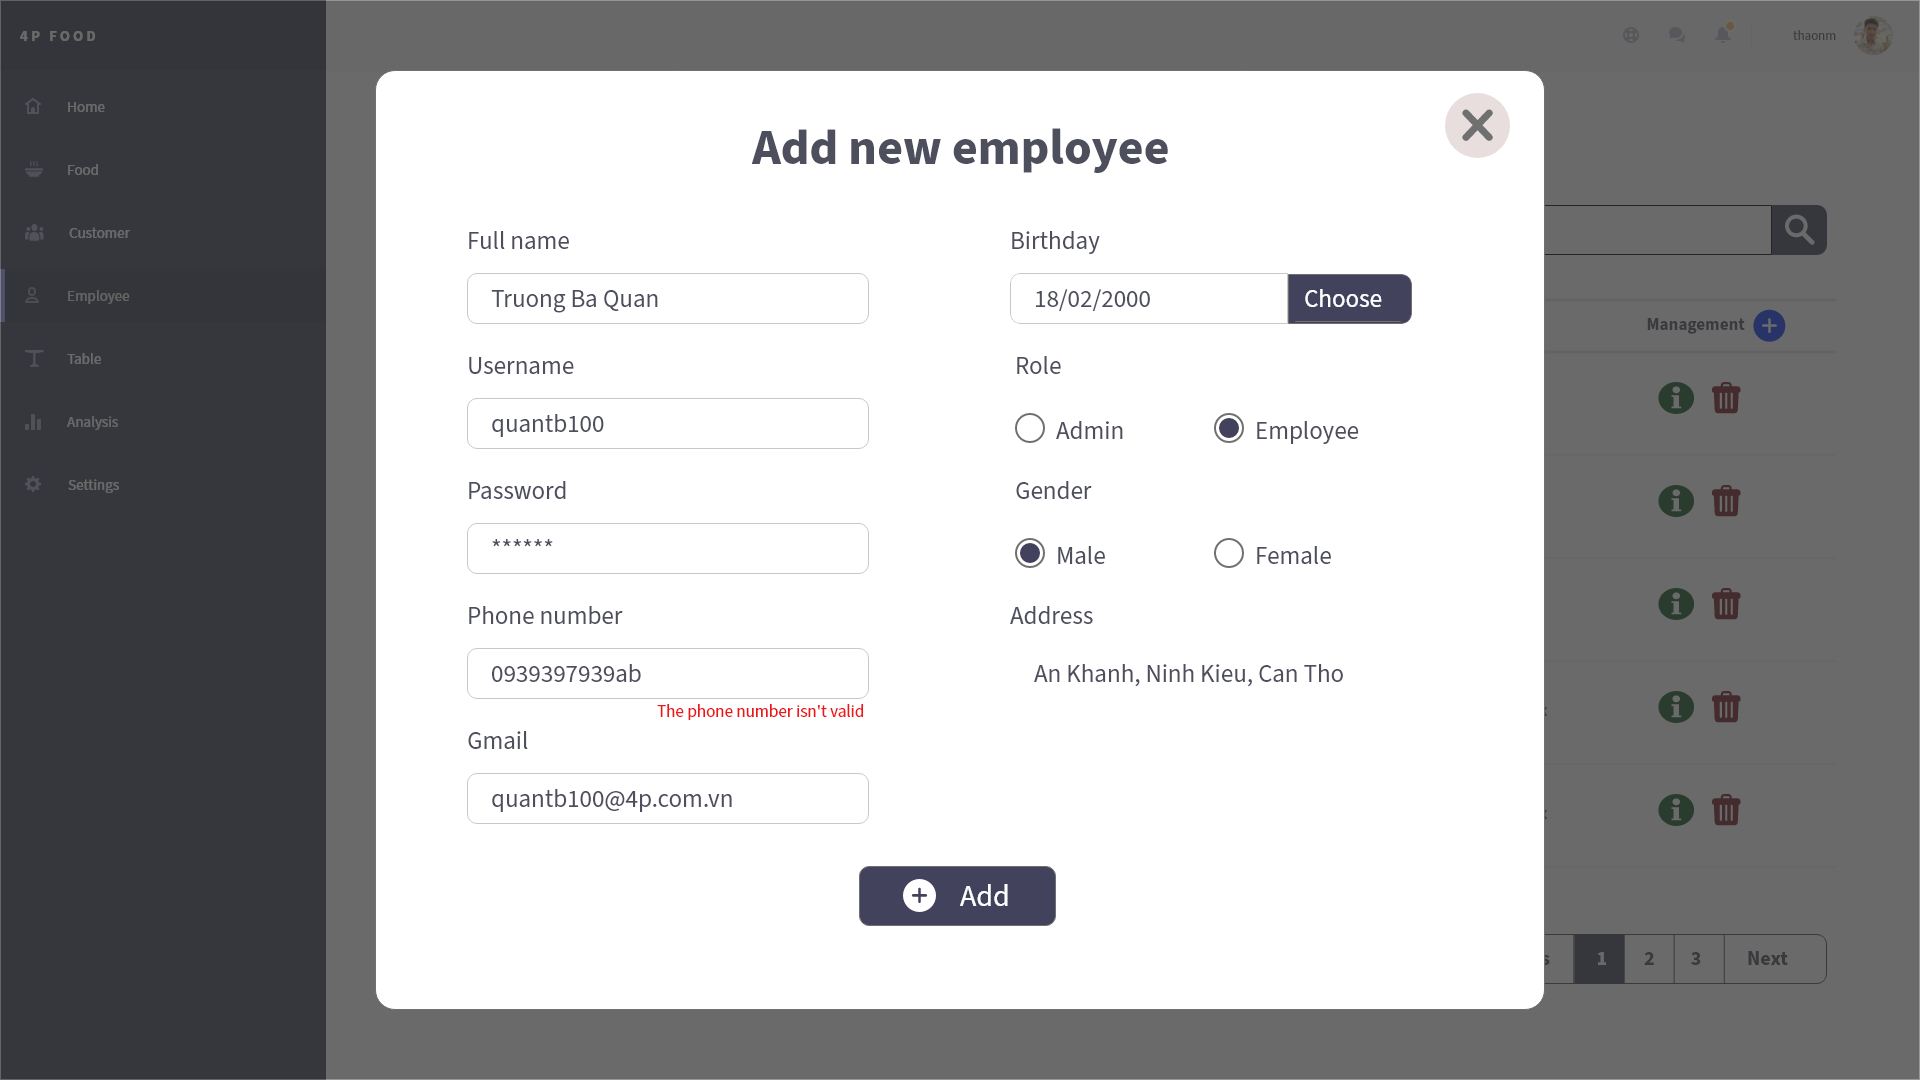 4P FOOD
thaonm
Home
Food
Customer
Employee
Table
Analysis
Settings
Management
Add new employee
Full name
Truong Ba Quan
Birthday
18/02/2000
Choose
Username
quantb100
Role
Admin
Employee
Password
******
Gender
Male
Female
Phone number
0939397939ab
The phone number isn't valid
Address
An Khanh, Ninh Kieu, Can Tho
Gmail
quantb100@4p.com.vn
Add
1
2
3
Next